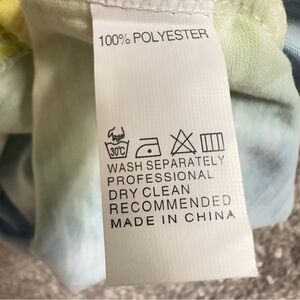 100% POLYESTER
30°C
WASH SEPARATELY
PROFESSIONAL
DRY CLEAN
RECOMMENDED
MADE IN CHINA